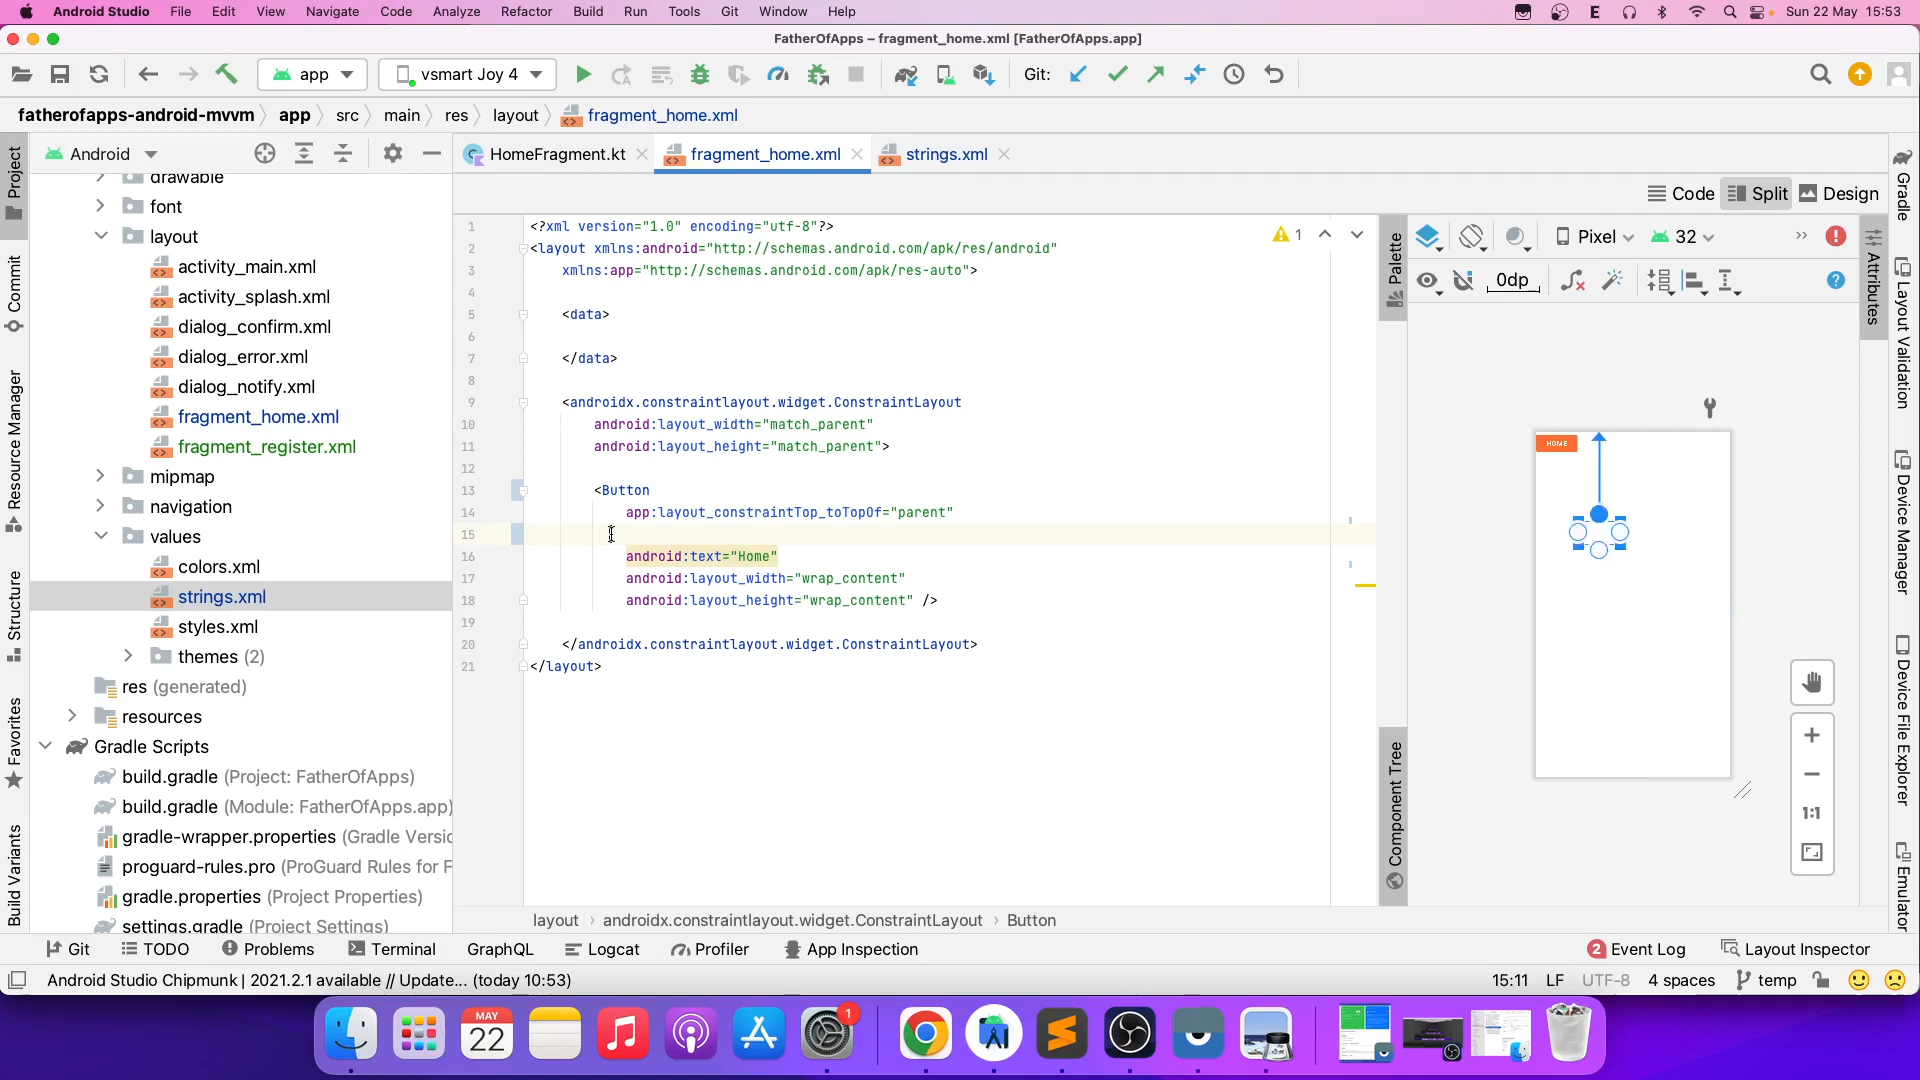 Android Studio File Edit View Navigate Code Analyze Refactor Build Run Tools Git Window Help E Sun 22 May 15:53
FatherOfApps – fragment_home.xml [FatherOfApps.app]
app vsmart Joy 4 Git:
fatherofapps-android-mvvm app src main res layout fragment_home.xml
Project
Commit
Resource Manager
Structure
Favorites
Build Variants
Android
drawable
font
layout
activity_main.xml
activity_splash.xml
dialog_confirm.xml
dialog_error.xml
dialog_notify.xml
fragment_home.xml
fragment_register.xml
mipmap
navigation
values
colors.xml
strings.xml
styles.xml
themes (2)
res (generated)
resources
Gradle Scripts
build.gradle (Project: FatherOfApps)
build.gradle (Module: FatherOfApps.app)
gradle-wrapper.properties (Gradle Versic
proguard-rules.pro (ProGuard Rules for F
gradle.properties (Project Properties)
settings.gradle (Project Settings)
HomeFragment.kt fragment_home.xml strings.xml
Code Split Design
1 <?xml version="1.0" encoding="utf-8"?>
2 <layout xmlns:android="http://schemas.android.com/apk/res/android"
3 xmlns:app="http://schemas.android.com/apk/res-auto">
4
5 <data>
6
7 </data>
8
9 <androidx.constraintlayout.widget.ConstraintLayout
10 android:layout_width="match_parent"
11 android:layout_height="match_parent">
12
13 <Button
14 app:layout_constraintTop_toTopOf="parent"
15
16 android:text="Home"
17 android:layout_width="wrap_content"
18 android:layout_height="wrap_content" />
19
20 </androidx.constraintlayout.widget.ConstraintLayout>
21 </layout>
1
layout androidx.constraintlayout.widget.ConstraintLayout Button
Palette
Component Tree
Pixel 32
0dp
HOME
1:1
Attributes
Gradle
Layout Validation
Device Manager
Device File Explorer
Emulator
Git TODO Problems Terminal GraphQL Logcat Profiler App Inspection 2 Event Log Layout Inspector
Android Studio Chipmunk | 2021.2.1 available // Update... (today 10:53) 15:11 LF UTF-8 4 spaces temp
MAY
22
1